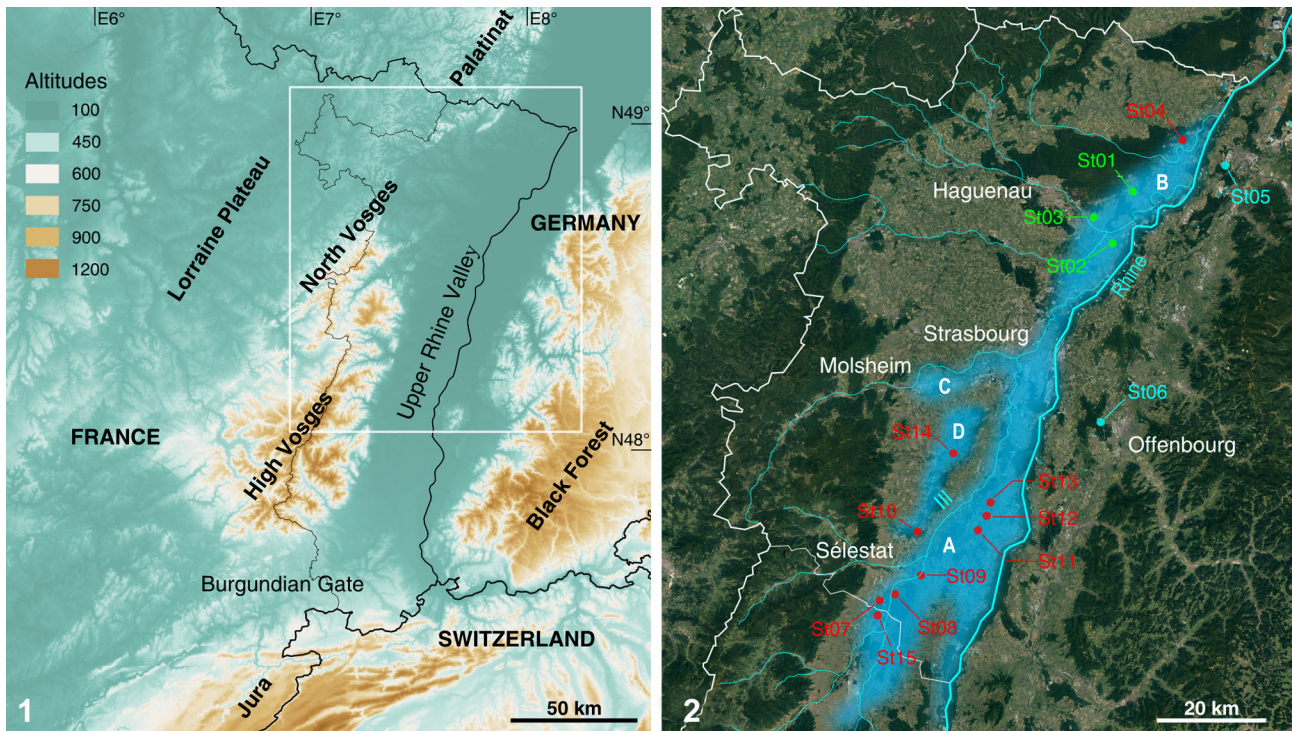 E6°
E7°
E8°
Altitudes
100
450
600
750
900
1200
Palatinat
N49°
Lorraine Plateau
North Vosges
GERMANY
Upper Rhine Valley
FRANCE
High Vosges
N48°
Black Forest
Burgundian Gate
SWITZERLAND
Jura
1
50 km
St04
St01
B
St05
Haguenau
St03
St02
Rhine
Strasbourg
Molsheim
C
St06
D
St14
Offenbourg
Ill
St13
St10
St12
Sélestat
A
St11
St09
St07
St08
St15
2
20 km